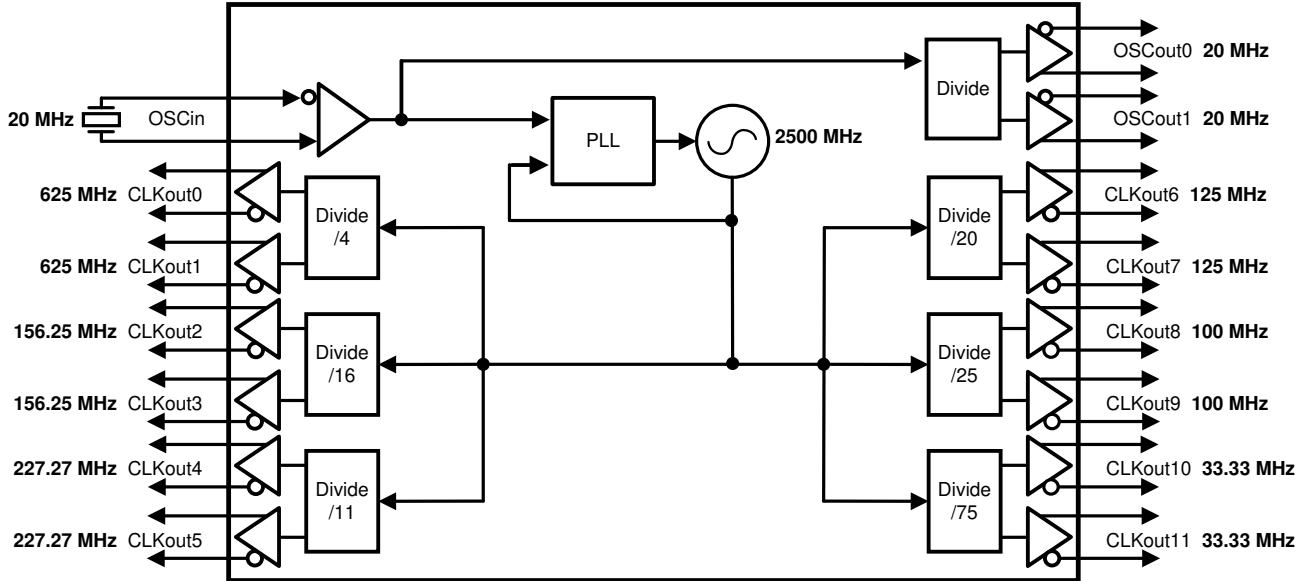 OSCout0 20 MHz
Divide
20 MHz
OSCin
OSCout1 20 MHz
PLL
2500 MHz
625 MHz CLKout0
Divide
/4
625 MHz CLKout1
Divide
/20
CLKout6 125 MHz
CLKout7 125 MHz
156.25 MHz CLKout2
Divide
/16
156.25 MHz CLKout3
Divide
/25
CLKout8 100 MHz
CLKout9 100 MHz
227.27 MHz CLKout4
Divide
/11
227.27 MHz CLKout5
Divide
/75
CLKout10 33.33 MHz
CLKout11 33.33 MHz